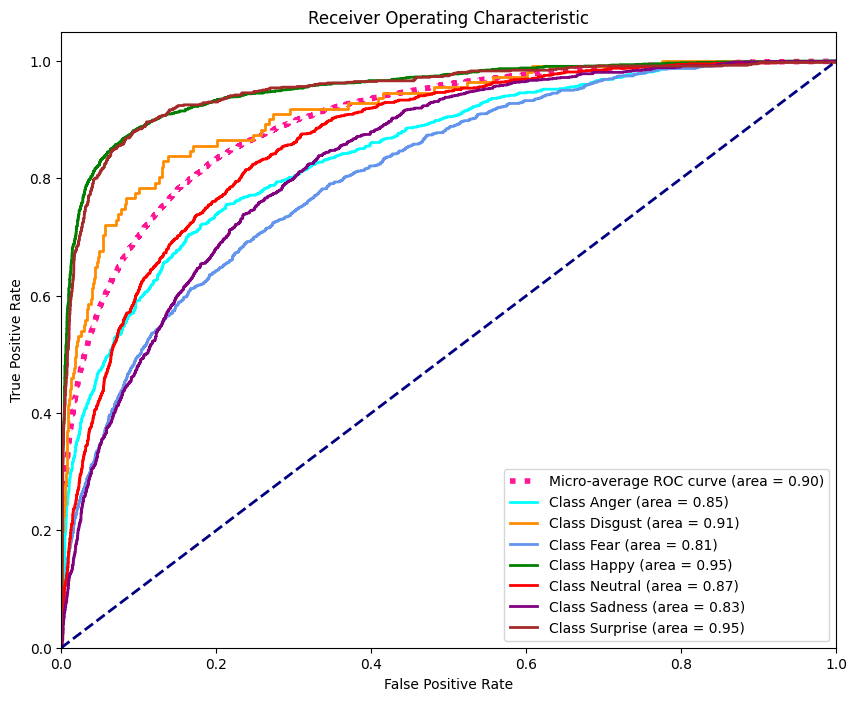 Receiver Operating Characteristic
1.0
0.8
0.6
0.4
0.2
0.0
True Positive Rate
Micro-average ROC curve (area = 0.90)
Class Anger (area = 0.85)
Class Disgust (area = 0.91)
Class Fear (area = 0.81)
Class Happy (area = 0.95)
Class Neutral (area = 0.87)
Class Sadness (area = 0.83)
Class Surprise (area = 0.95)
0.0 0.2 0.4 0.6 0.8 1.0
False Positive Rate